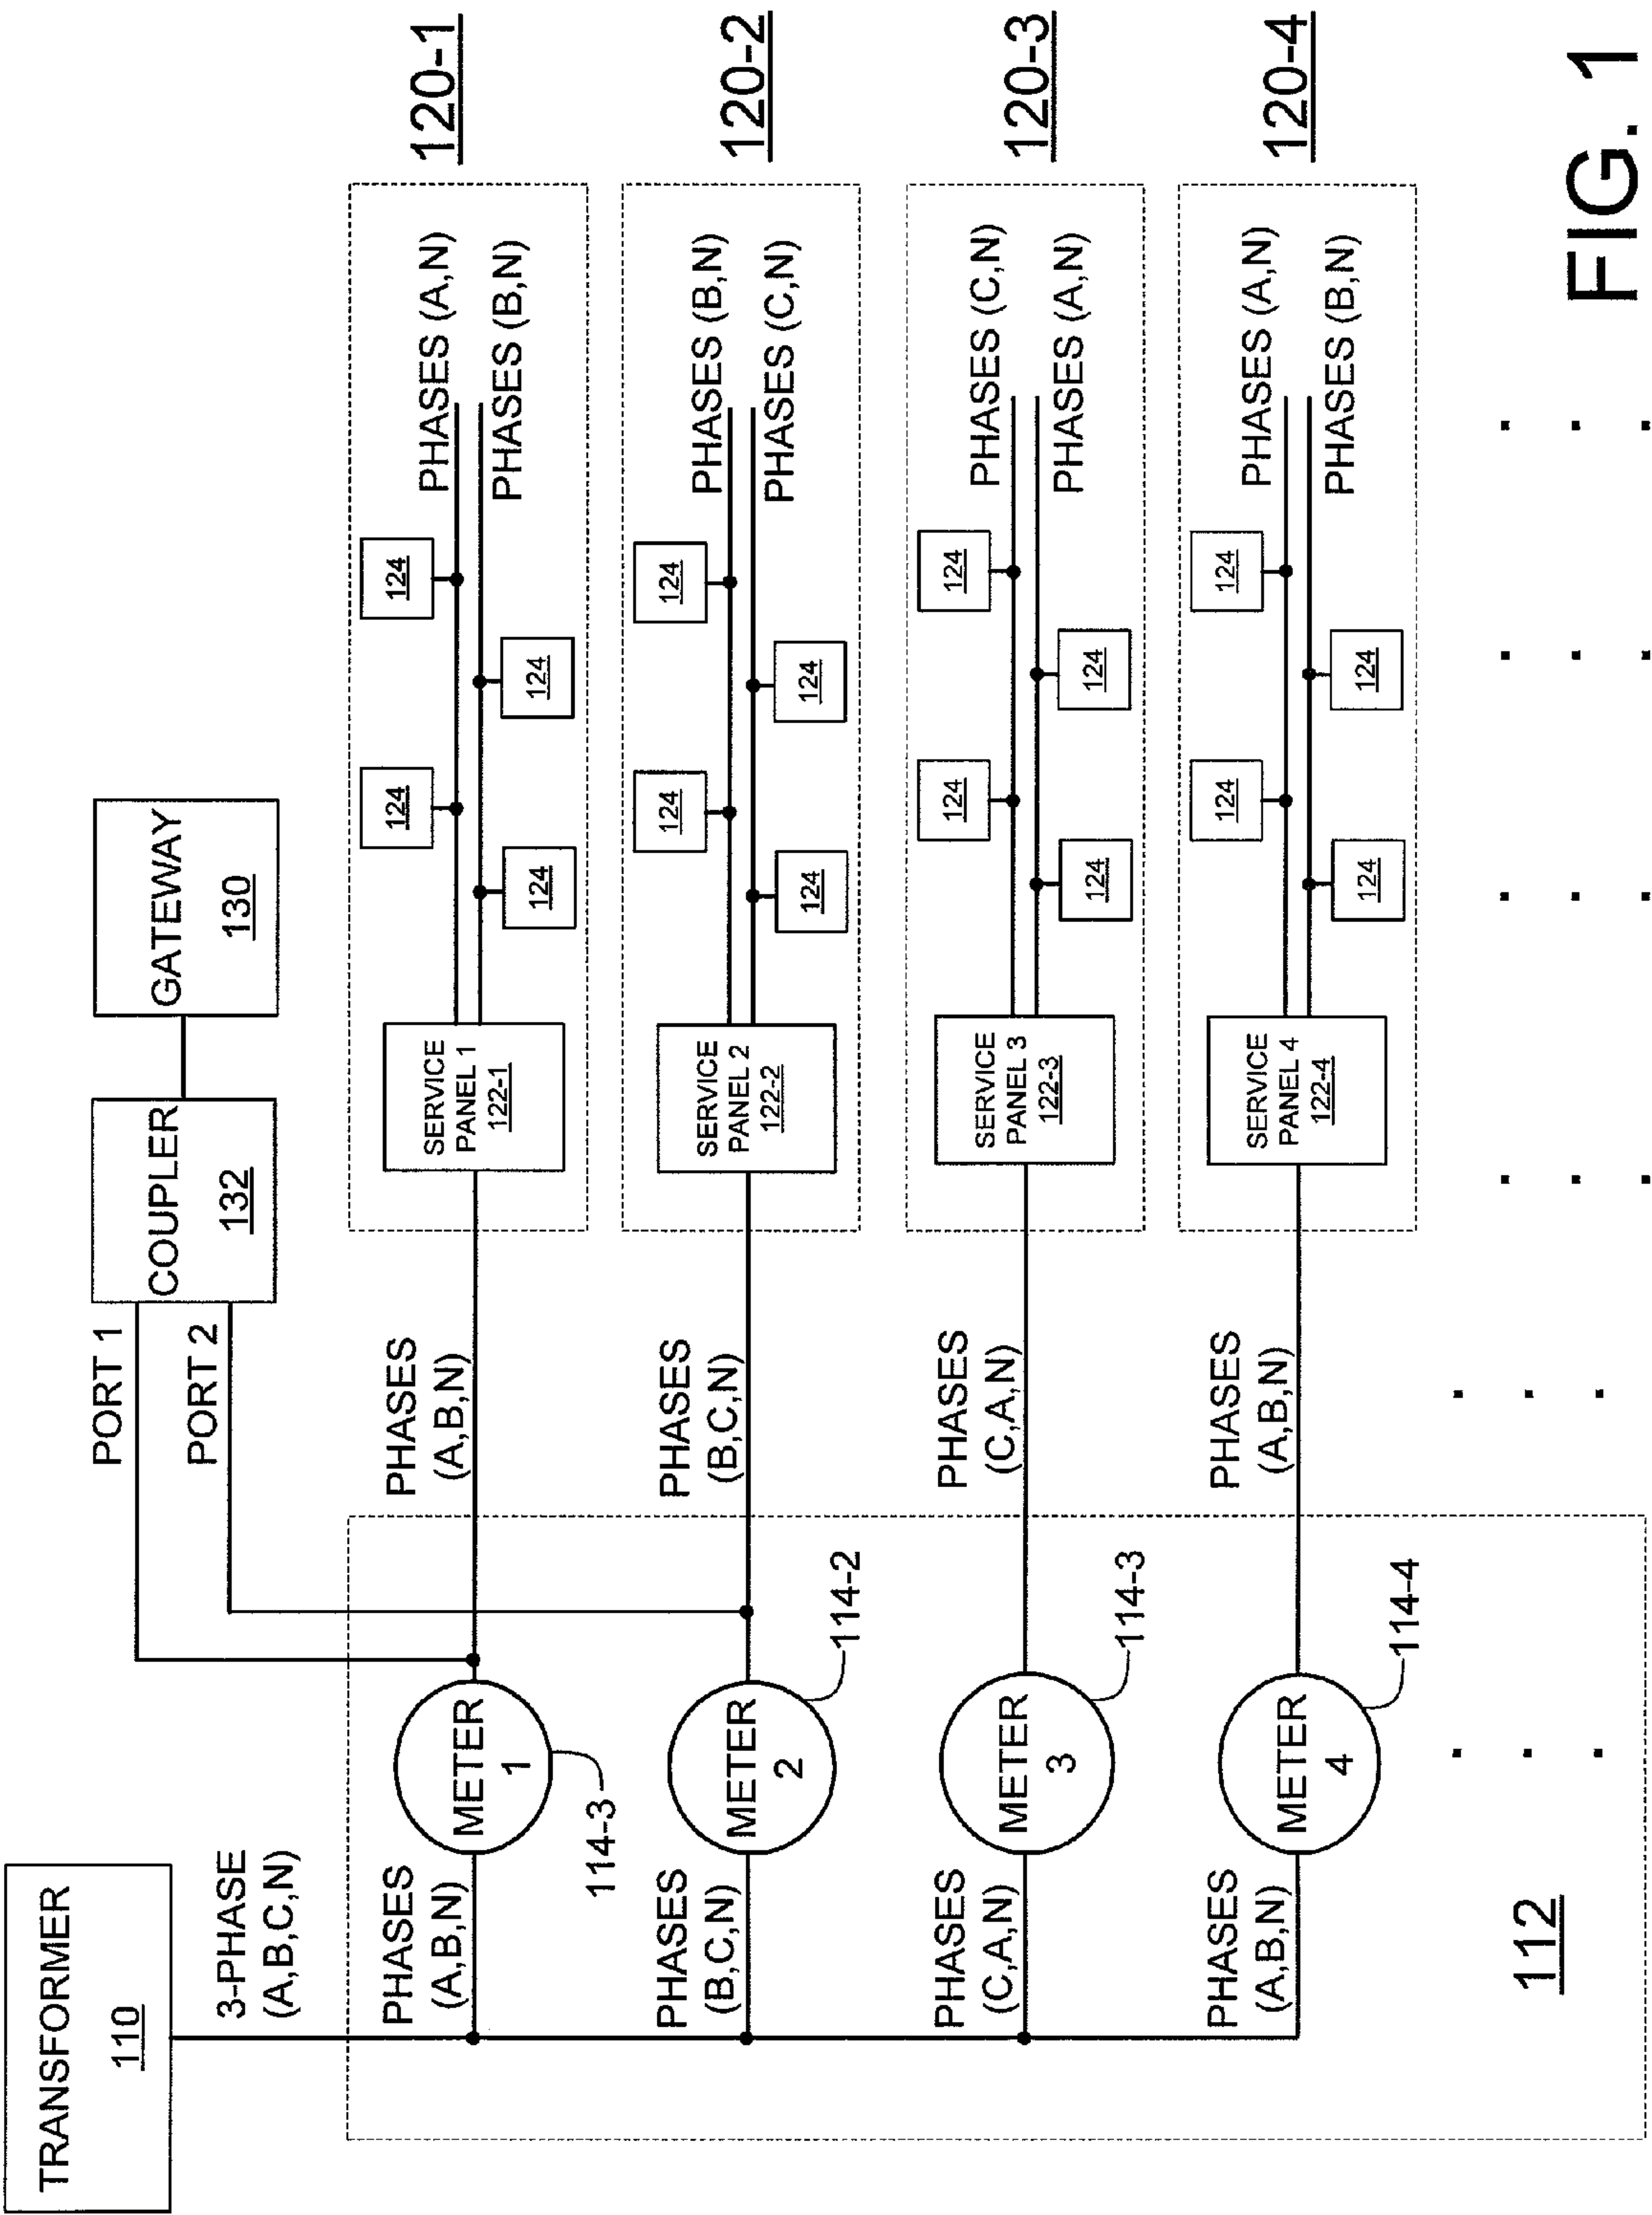 TRANSFORMER
110
3-PHASE
(A,B,C,N)
PORT 1
PORT 2
COUPLER
132
GATEWAY
130
PHASES
(A,B,N)
METER
1
114-3
PHASES
(A,B,N)
SERVICE
PANEL 1
122-1
124
124
124
124
PHASES (A,N)
PHASES (B,N)
120-1
PHASES
(B,C,N)
METER
2
114-2
PHASES
(B,C,N)
SERVICE
PANEL 2
122-2
124
124
124
124
PHASES (B,N)
PHASES (C,N)
120-2
PHASES
(C,A,N)
METER
3
114-3
PHASES
(C,A,N)
SERVICE
PANEL 3
122-3
124
124
124
124
PHASES (C,N)
PHASES (A,N)
120-3
PHASES
(A,B,N)
METER
4
114-4
PHASES
(A,B,N)
SERVICE
PANEL 4
122-4
124
124
124
124
PHASES (A,N)
PHASES (B,N)
120-4
112
FIG. 1